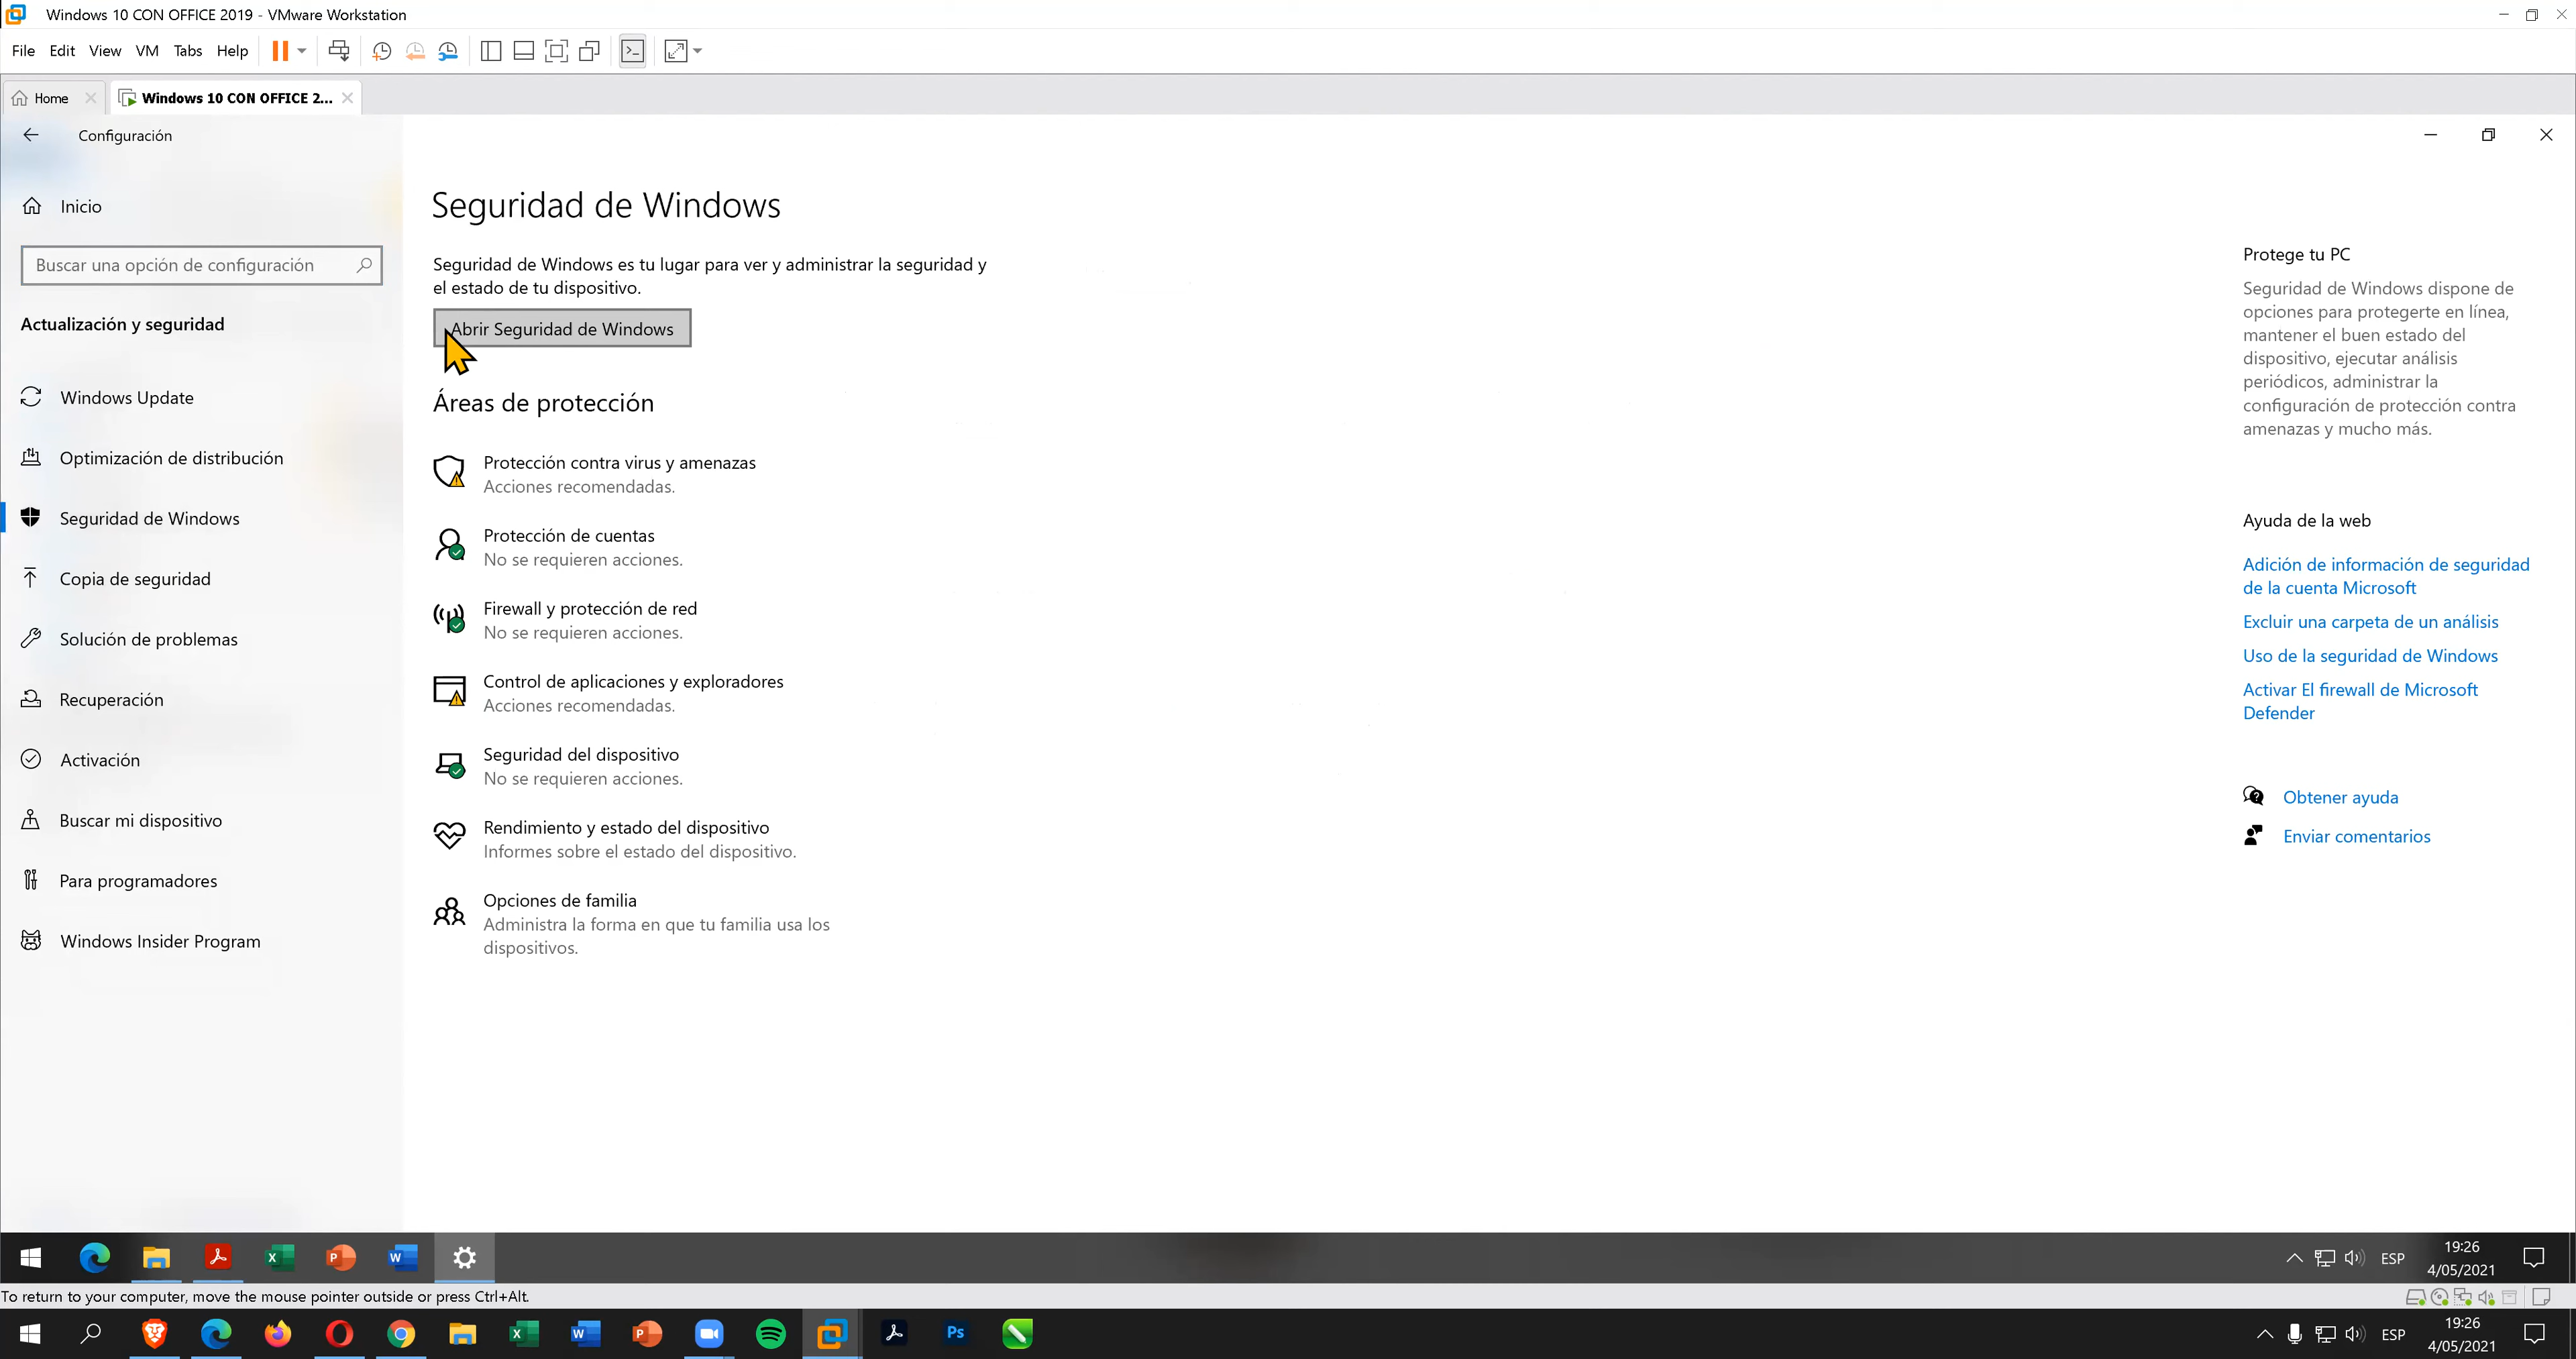 Windows 10 CON OFFICE 2019 - VMware Workstation
File Edit View VM Tabs Help
Home
Windows 10 CON OFFICE 2...
Configuración
Inicio
Buscar una opción de configuración
Actualización y seguridad
Windows Update
Optimización de distribución
Seguridad de Windows
Copia de seguridad
Solución de problemas
Recuperación
Activación
Buscar mi dispositivo
Para programadores
Windows Insider Program
Seguridad de Windows
Seguridad de Windows es tu lugar para ver y administrar la seguridad y
el estado de tu dispositivo.
Abrir Seguridad de Windows
Áreas de protección
Protección contra virus y amenazas
Acciones recomendadas.
Protección de cuentas
No se requieren acciones.
Firewall y protección de red
No se requieren acciones.
Control de aplicaciones y exploradores
Acciones recomendadas.
Seguridad del dispositivo
No se requieren acciones.
Rendimiento y estado del dispositivo
Informes sobre el estado del dispositivo.
Opciones de familia
Administra la forma en que tu familia usa los
dispositivos.
Protege tu PC
Seguridad de Windows dispone de
opciones para protegerte en línea,
mantener el buen estado del
dispositivo, ejecutar análisis
periódicos, administrar la
configuración de protección contra
amenazas y mucho más.
Ayuda de la web
Adición de información de seguridad
de la cuenta Microsoft
Excluir una carpeta de un análisis
Uso de la seguridad de Windows
Activar El firewall de Microsoft
Defender
Obtener ayuda
Enviar comentarios
ESP
19:26
4/05/2021
To return to your computer, move the mouse pointer outside or press Ctrl+Alt.
Ps
ESP
19:26
4/05/2021